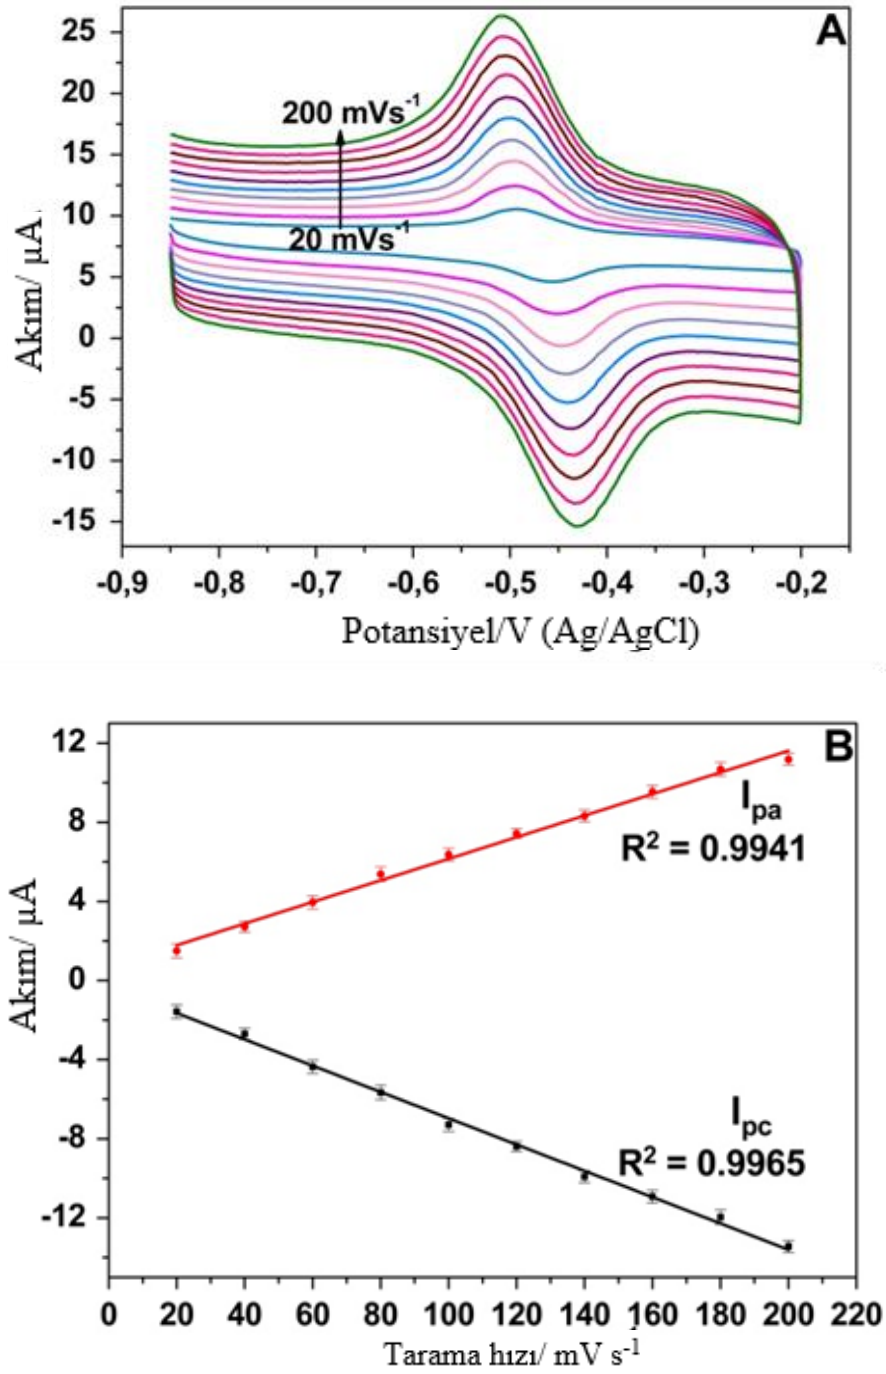 A
25
20
15
10
5
0
-5
-10
-15
Akım/ µA
200 mVs-1
20 mVs-1
-0,9 -0,8 -0,7 -0,6 -0,5 -0,4 -0,3 -0,2
Potansiyel/V (Ag/AgCl)
B
12
8
4
0
-4
-8
-12
Akım/ µA
Ipa
R² = 0.9941
Ipc
R² = 0.9965
0 20 40 60 80 100 120 140 160 180 200 220
Tarama hızı/ mV s-1